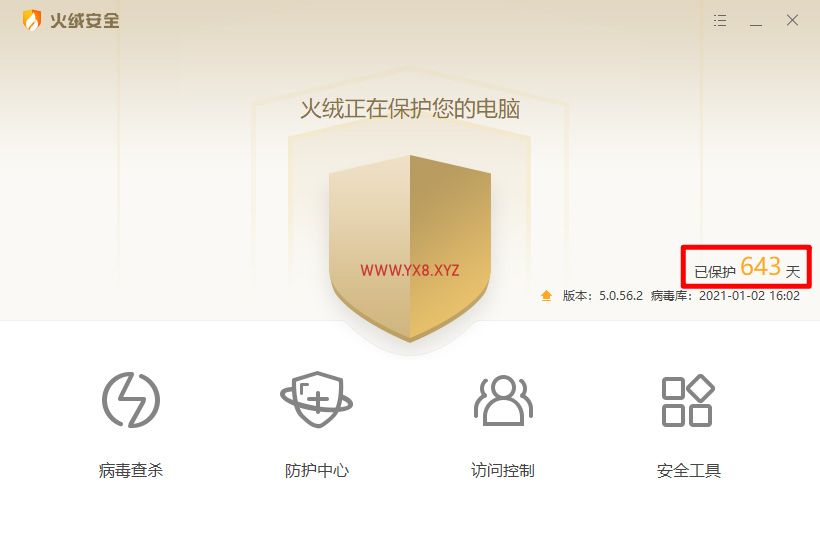 火绒安全
火绒正在保护您的电脑
WWW.YX8.XYZ
已保护 643 天
版本：5.0.56.2 病毒库：2021-01-02 16:02
病毒查杀 防护中心 访问控制 安全工具